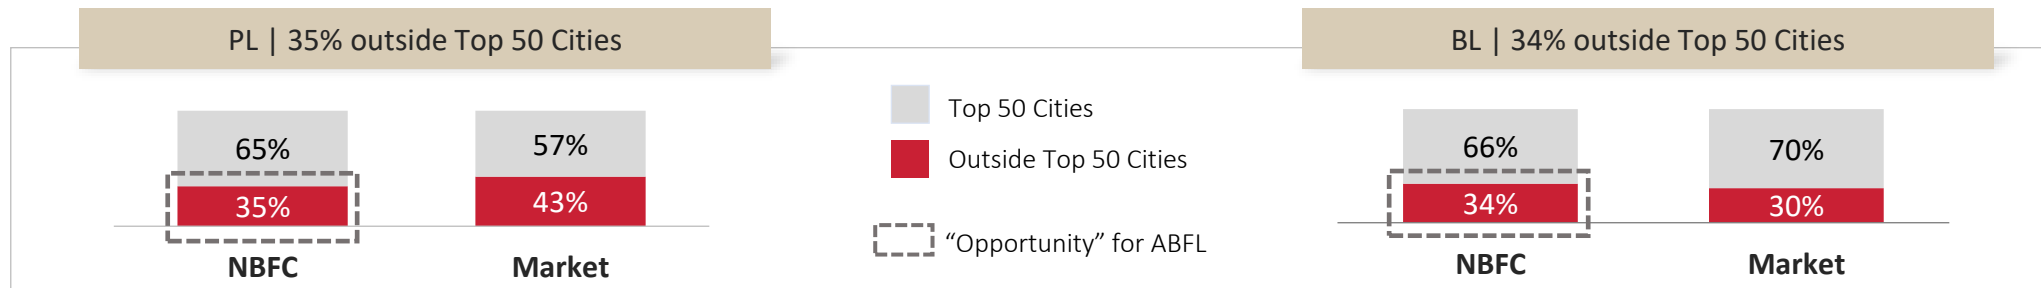 PL | 35% outside Top 50 Cities
65%
35%
NBFC
57%
43%
Market
Top 50 Cities
Outside Top 50 Cities
“Opportunity” for ABFL
BL | 34% outside Top 50 Cities
66%
34%
NBFC
70%
30%
Market